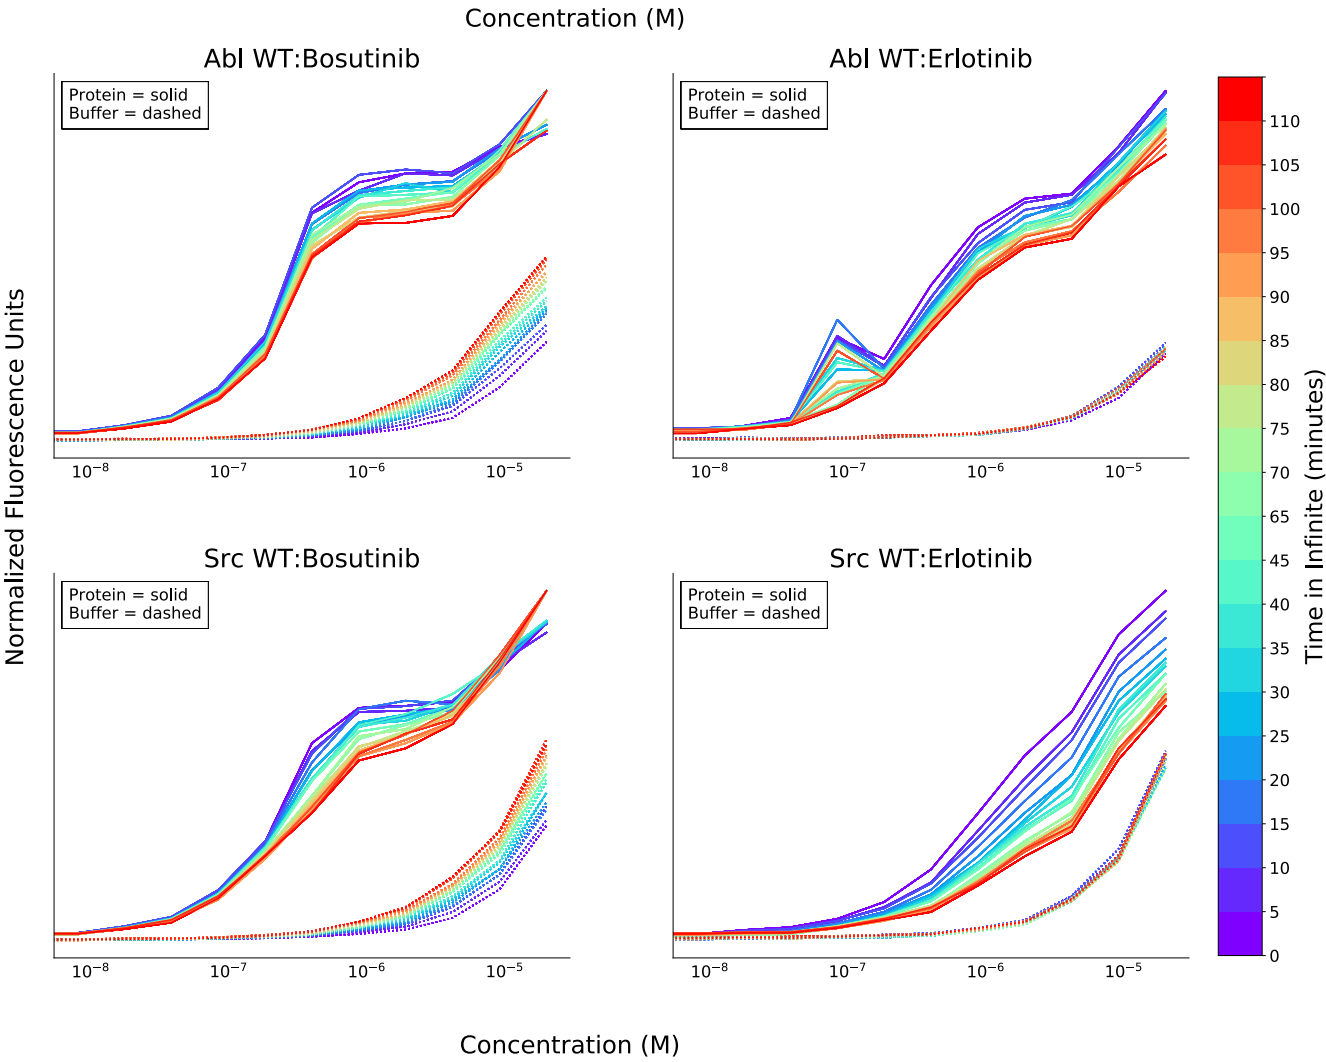 Concentration (M)
Abl WT:Bosutinib
Protein = solid
Buffer = dashed
10⁻⁸ 10⁻⁷ 10⁻⁶ 10⁻⁵
Abl WT:Erlotinib
Protein = solid
Buffer = dashed
10⁻⁸ 10⁻⁷ 10⁻⁶ 10⁻⁵
Normalized Fluorescence Units
Src WT:Bosutinib
Protein = solid
Buffer = dashed
10⁻⁸ 10⁻⁷ 10⁻⁶ 10⁻⁵
Src WT:Erlotinib
Protein = solid
Buffer = dashed
10⁻⁸ 10⁻⁷ 10⁻⁶ 10⁻⁵
110
105
100
95
90
85
80
75
70
65
45
40
35
30
25
20
15
10
5
0
Time in Infinite (minutes)
Concentration (M)